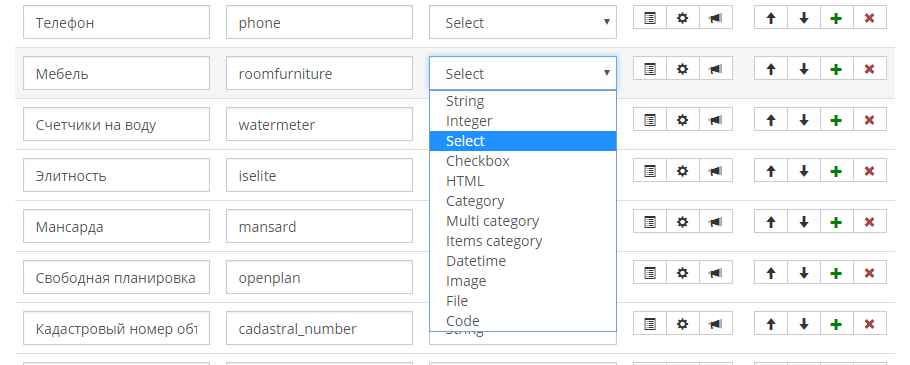 Телефон phone Select
Мебель roomfurniture Select
String
Счетчики на воду watermeter Integer
Select
Элитность iselite Checkbox
HTML
Category
Мансарда mansard Multi category
Items category
Свободная планировка openplan Datetime
Image
File
Кадастровый номер объ cadastral_number Code